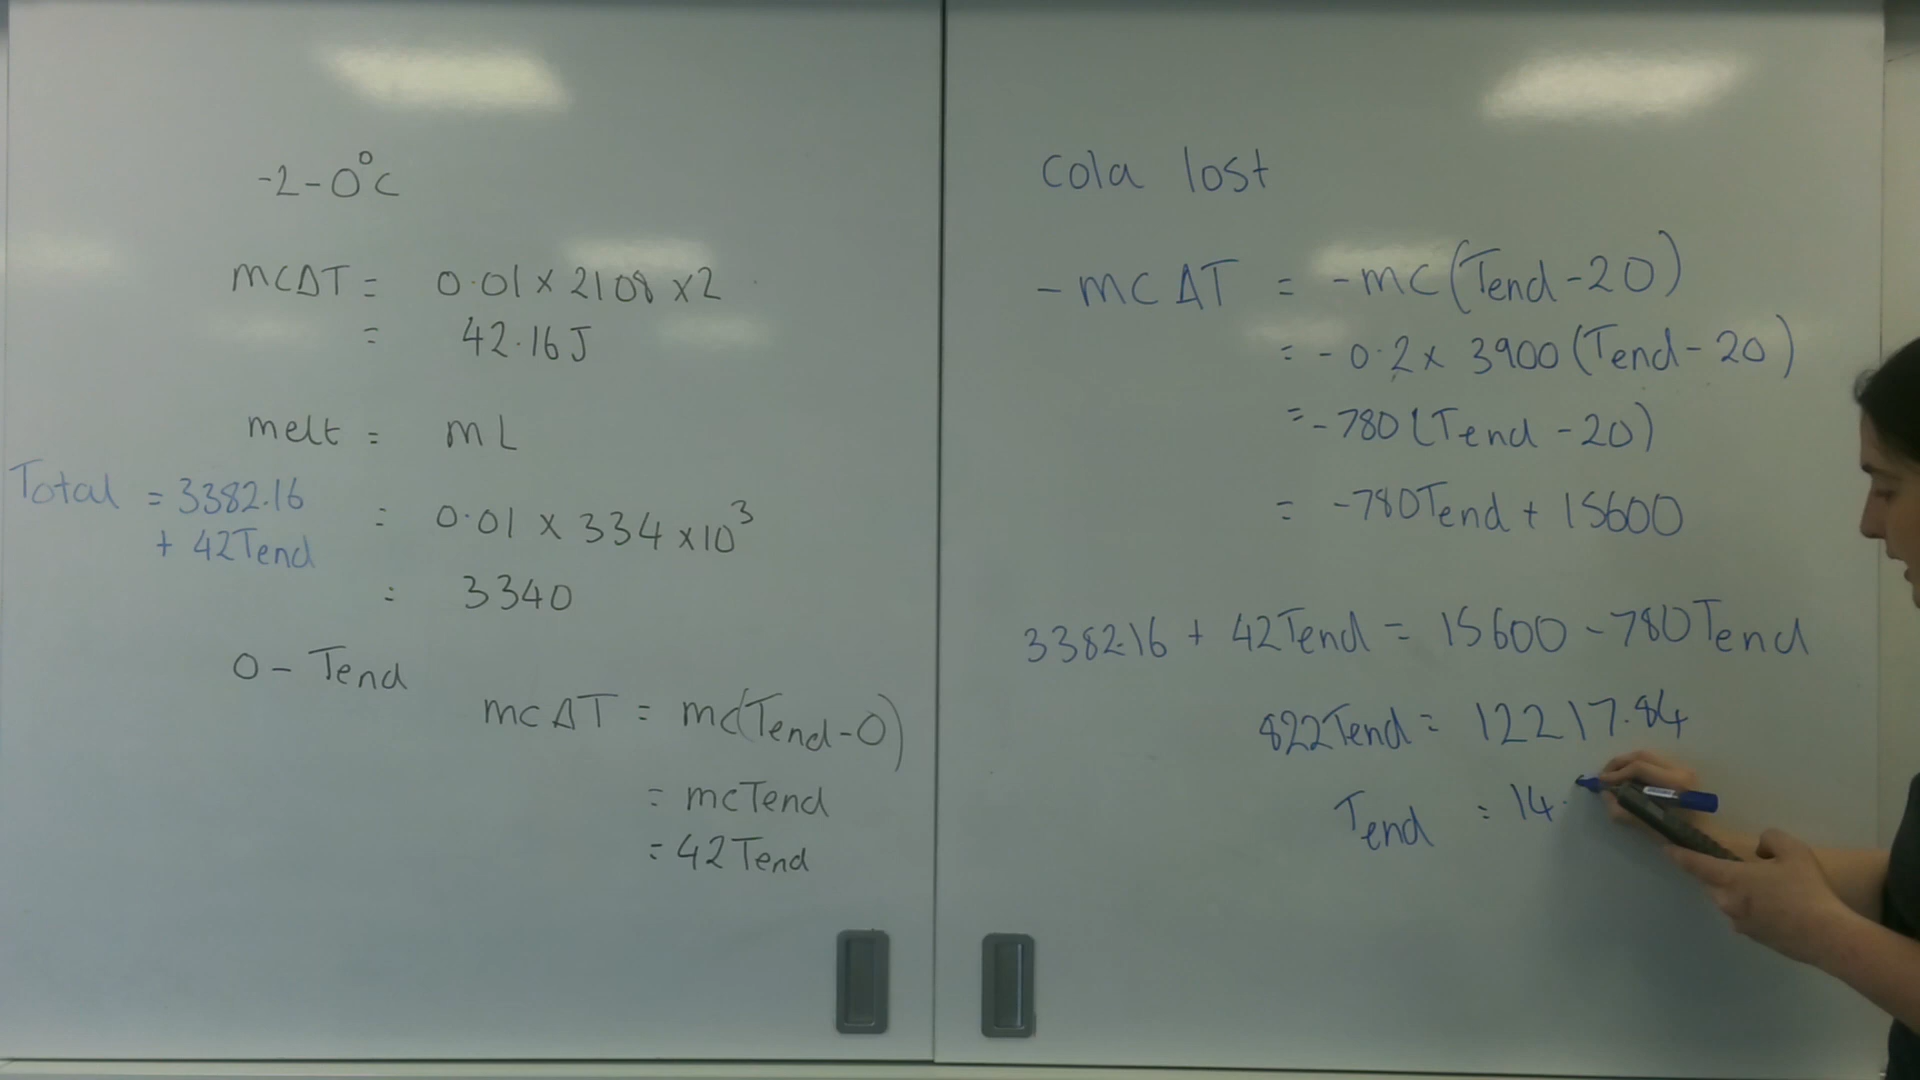 -2-0°C
mcΔT = 0.01 × 2108 × 2
= 42.16J
melt = mL
Total = 3382.16
+ 42Tend
= 0.01 × 334 × 10³
= 3340
0 - Tend
mcΔT = mc(Tend-0)
= mcTend
= 42Tend
Cola lost
-mcΔT = -mc(Tend-20)
= -0.2 × 3900(Tend-20)
= -780(Tend-20)
= -780Tend + 15600
3382.16 + 42Tend = 15600 - 780Tend
822Tend = 12217.84
Tend = 14.